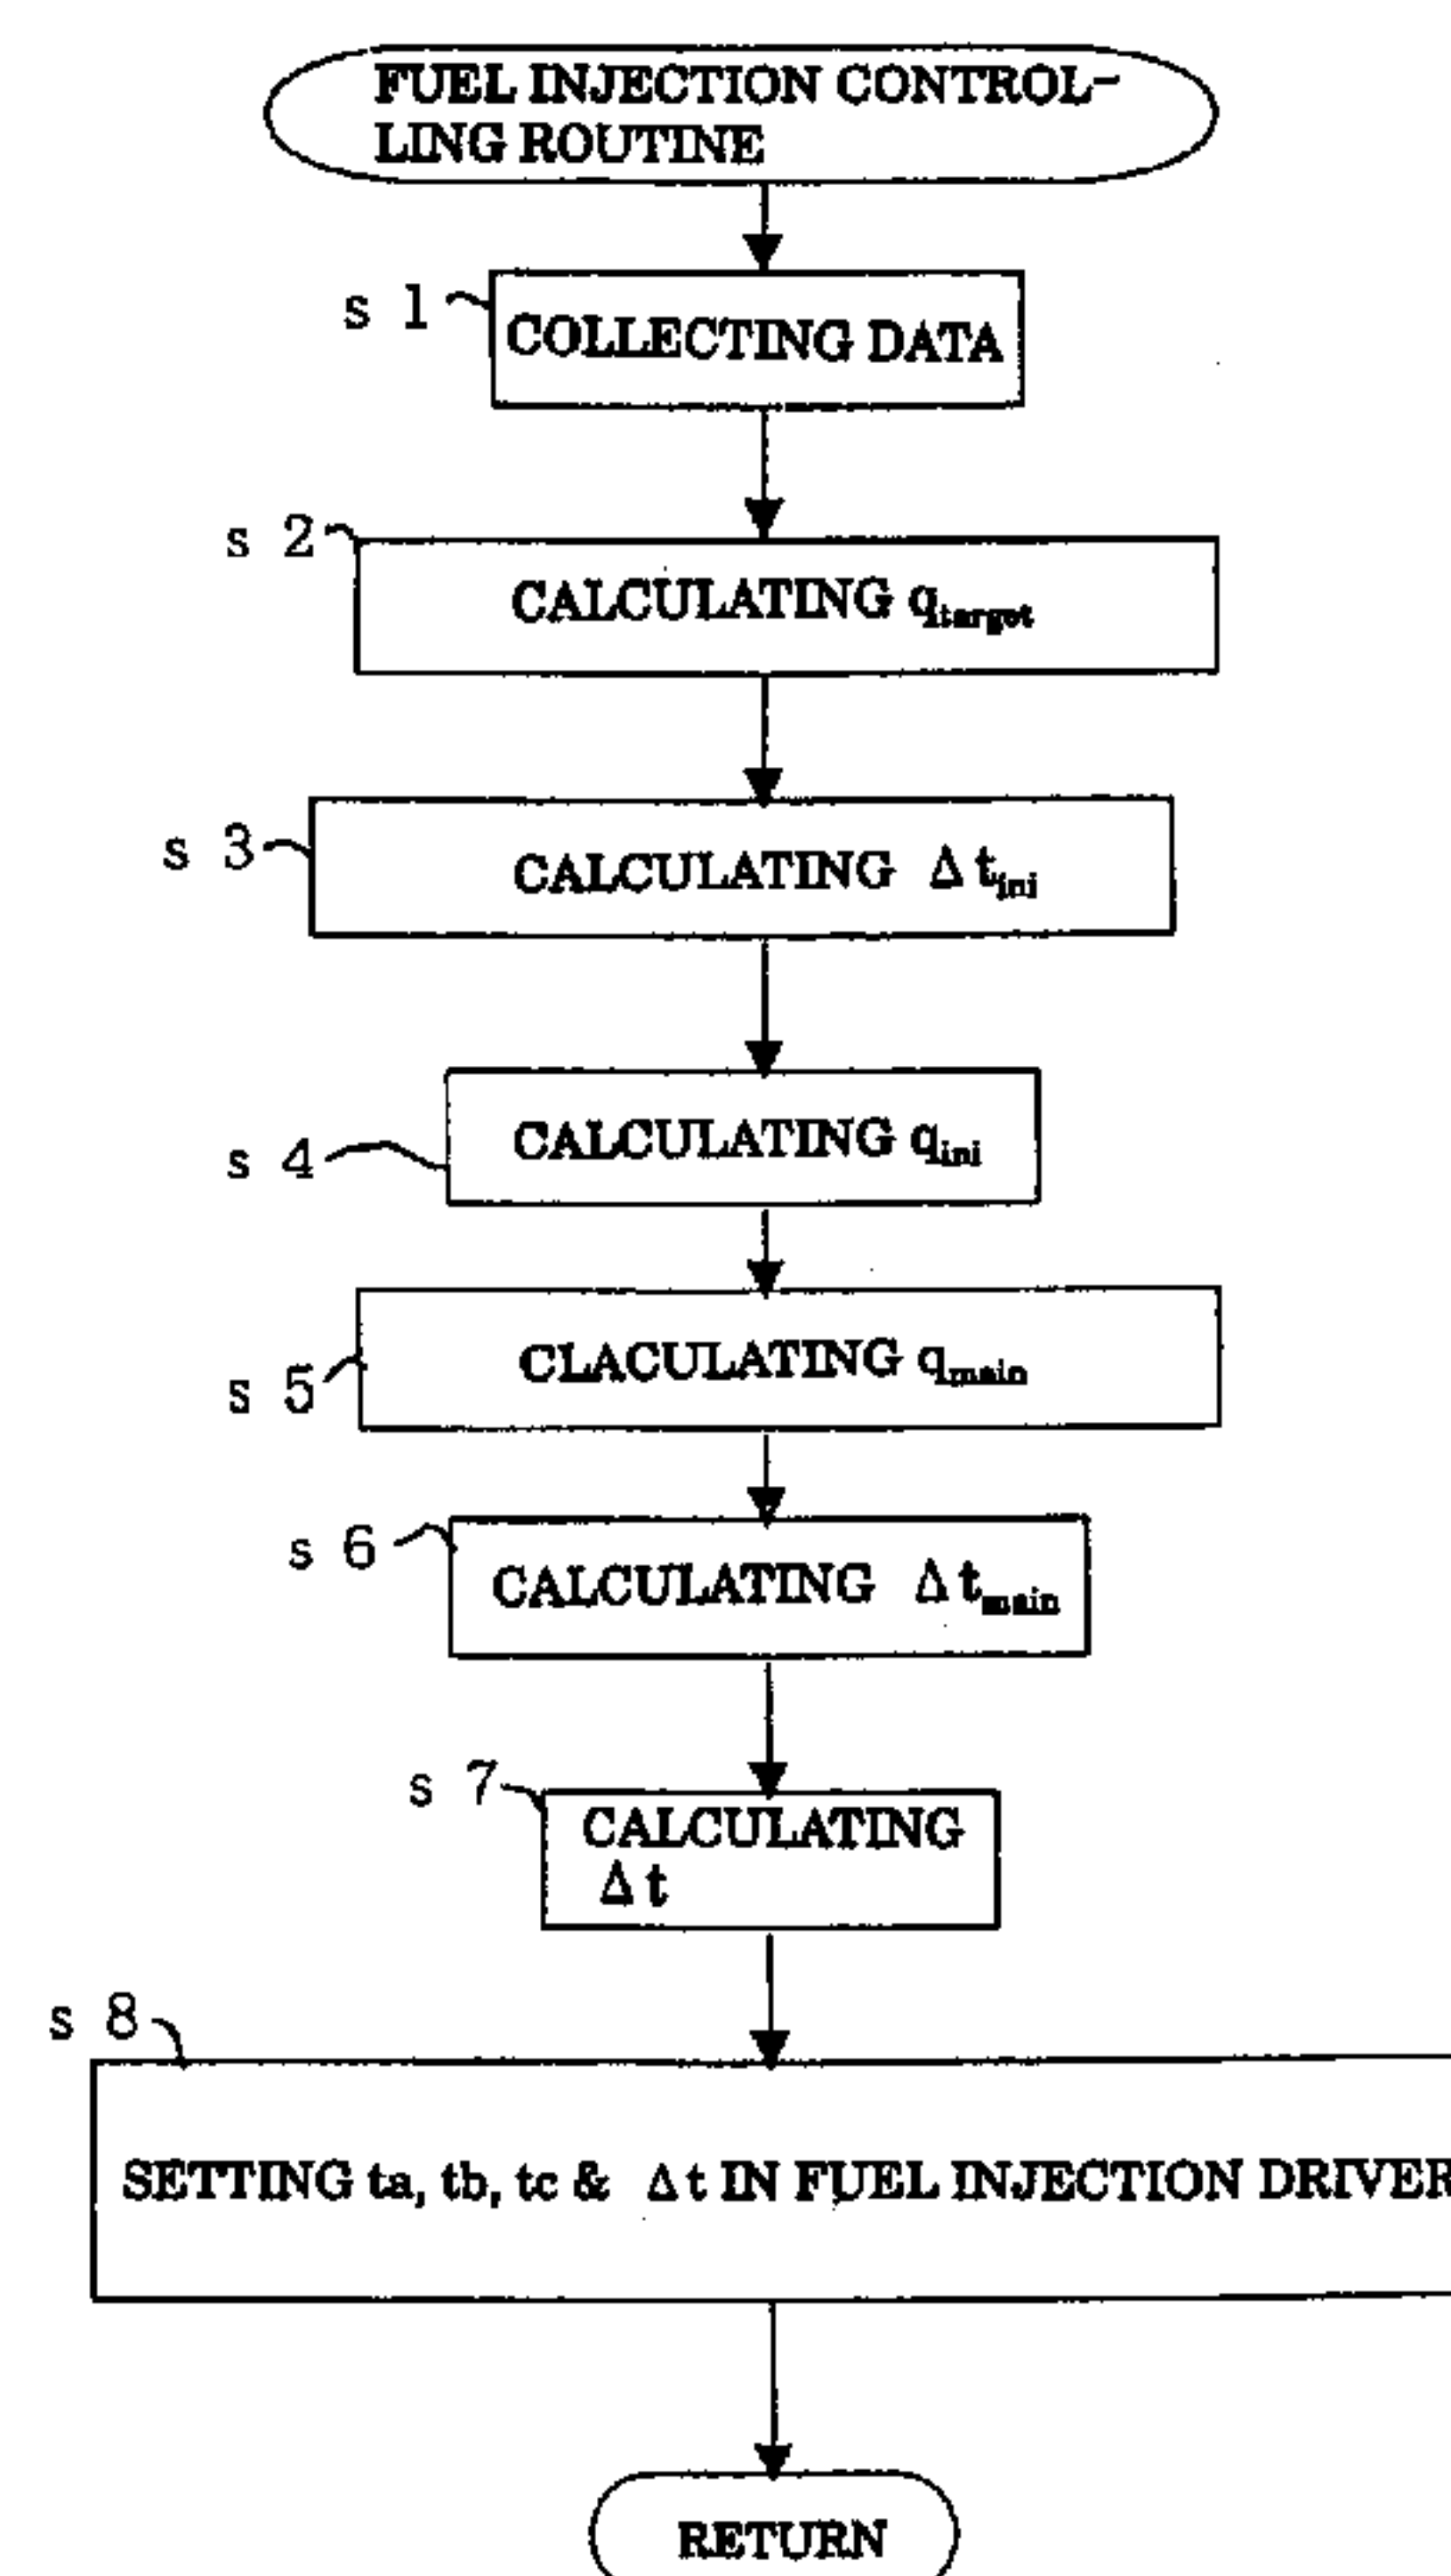 FUEL INJECTION CONTROL-
LING ROUTINE
s 1
COLLECTING DATA
s 2
CALCULATING qtarget
s 3
CALCULATING Δtini
s 4
CALCULATING qini
s 5
CLACULATING qmain
s 6
CALCULATING Δtmain
s 7
CALCULATING
Δt
s 8
SETTING ta, tb, tc & Δt IN FUEL INJECTION DRIVER
RETURN